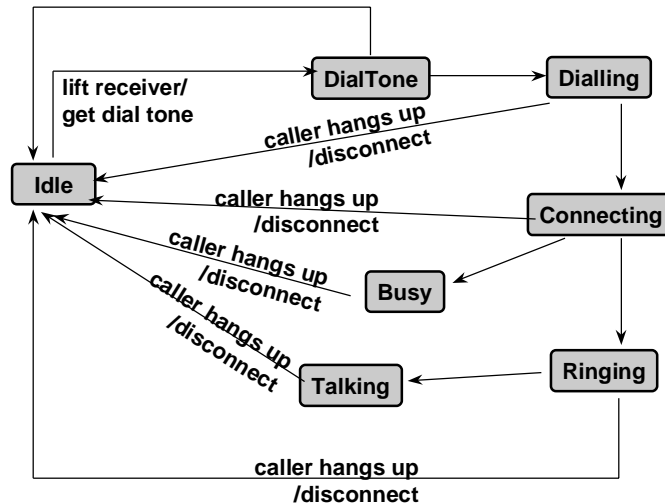 DialTone
Dialling
lift receiver/
get dial tone
caller hangs up
/disconnect
Idle
caller hangs up
/disconnect
Connecting
caller hangs up
/disconnect
Busy
caller hangs up
/disconnect
Talking
Ringing
caller hangs up
/disconnect